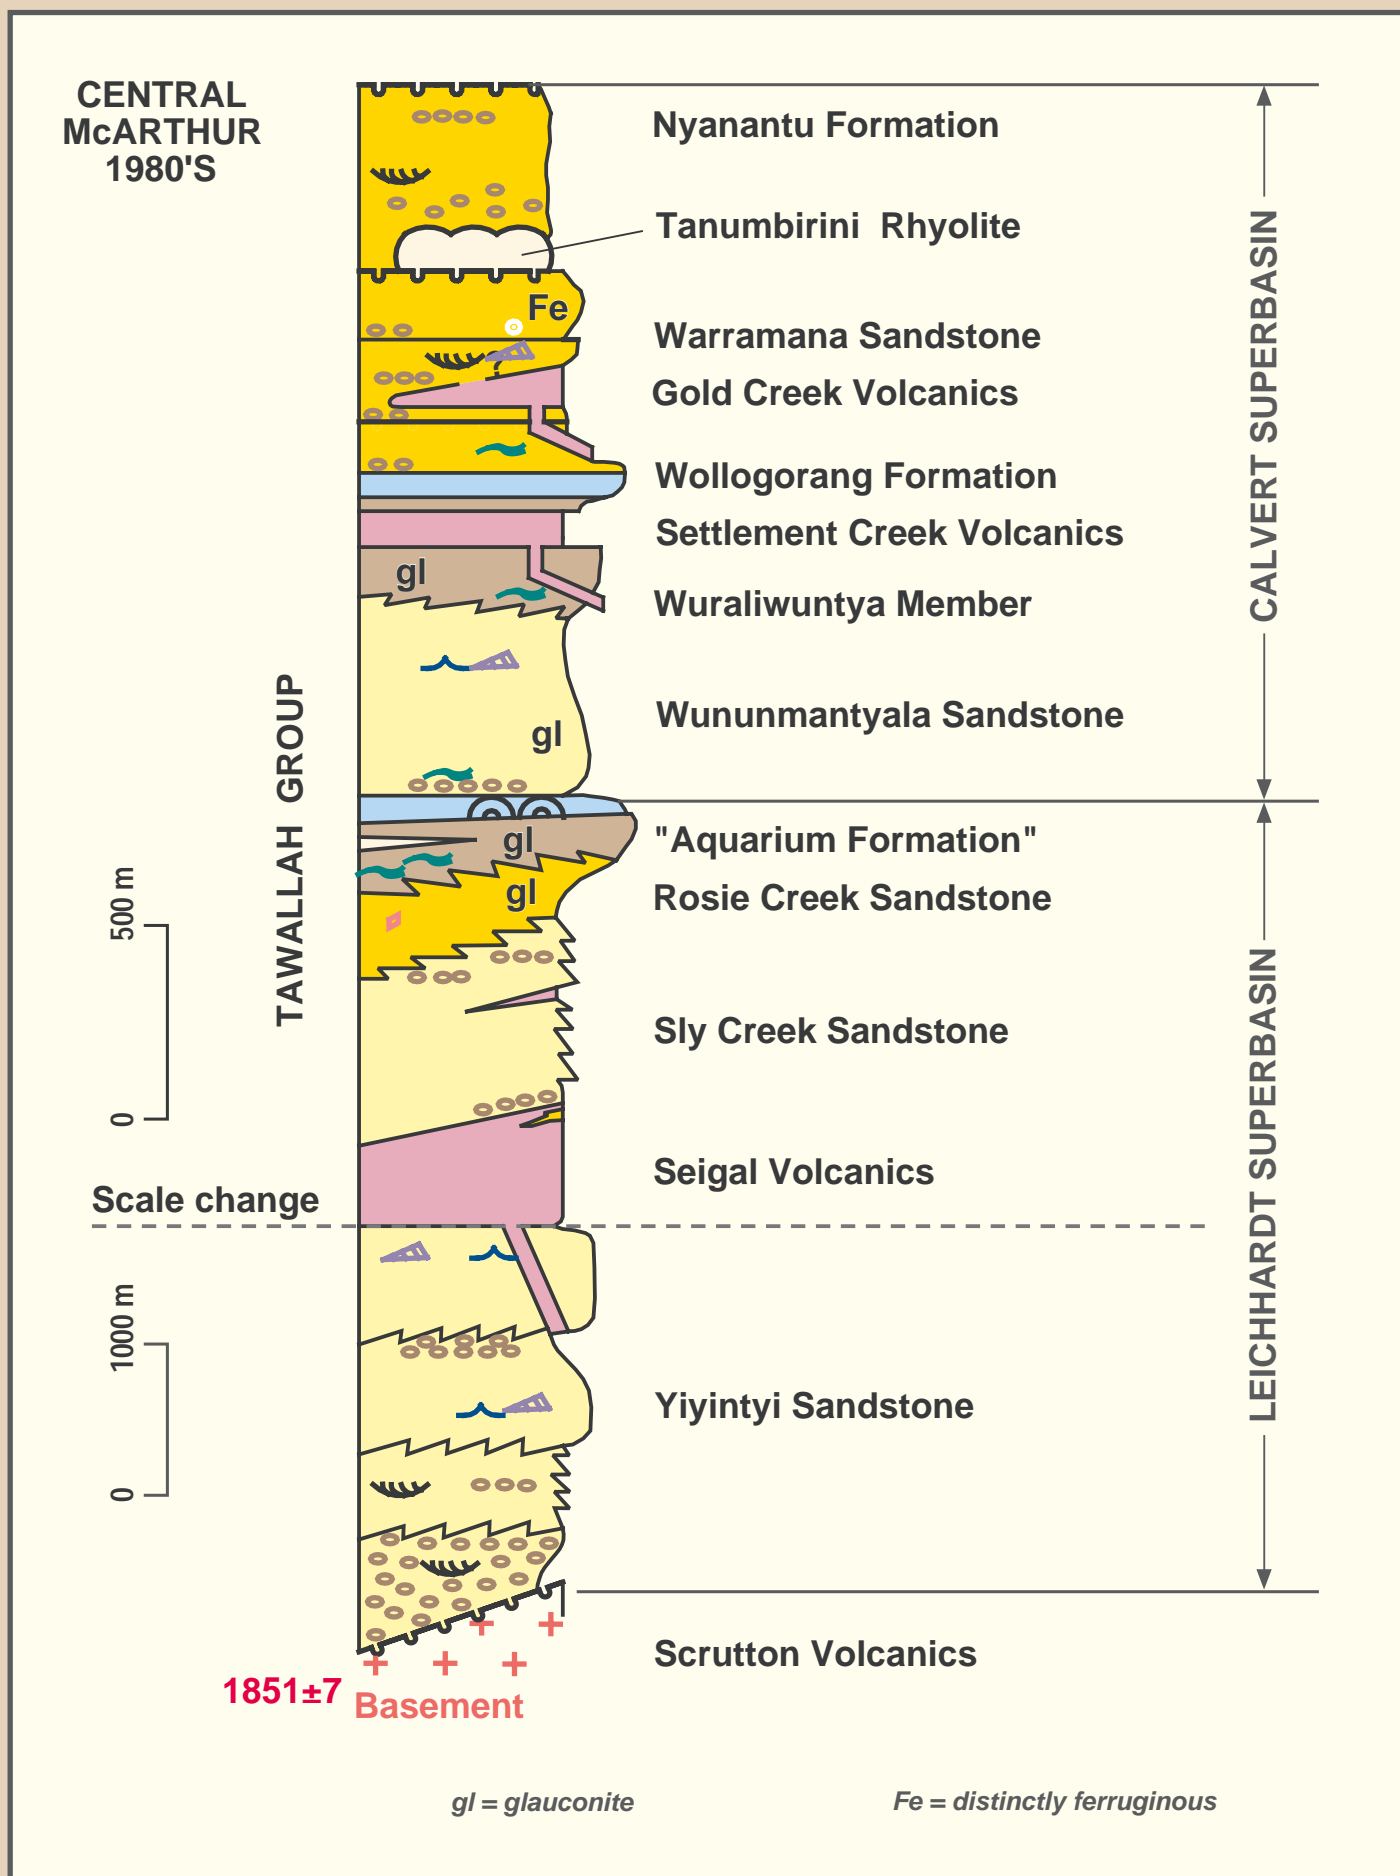 CENTRAL
McARTHUR
1980'S
Nyanantu Formation
Tanumbirini Rhyolite
Fe
Warramana Sandstone
?
Gold Creek Volcanics
Wollogorang Formation
Settlement Creek Volcanics
gl
Wuraliwuntya Member
Wununmantyala Sandstone
gl
CALVERT SUPERBASIN
TAWALLAH GROUP
"Aquarium Formation"
gl
Rosie Creek Sandstone
gl
500 m
0
Sly Creek Sandstone
Seigal Volcanics
Scale change
LEICHHARDT SUPERBASIN
1000 m
0
Yiyintyi Sandstone
Scrutton Volcanics
1851±7
Basement
gl = glauconite
Fe = distinctly ferruginous